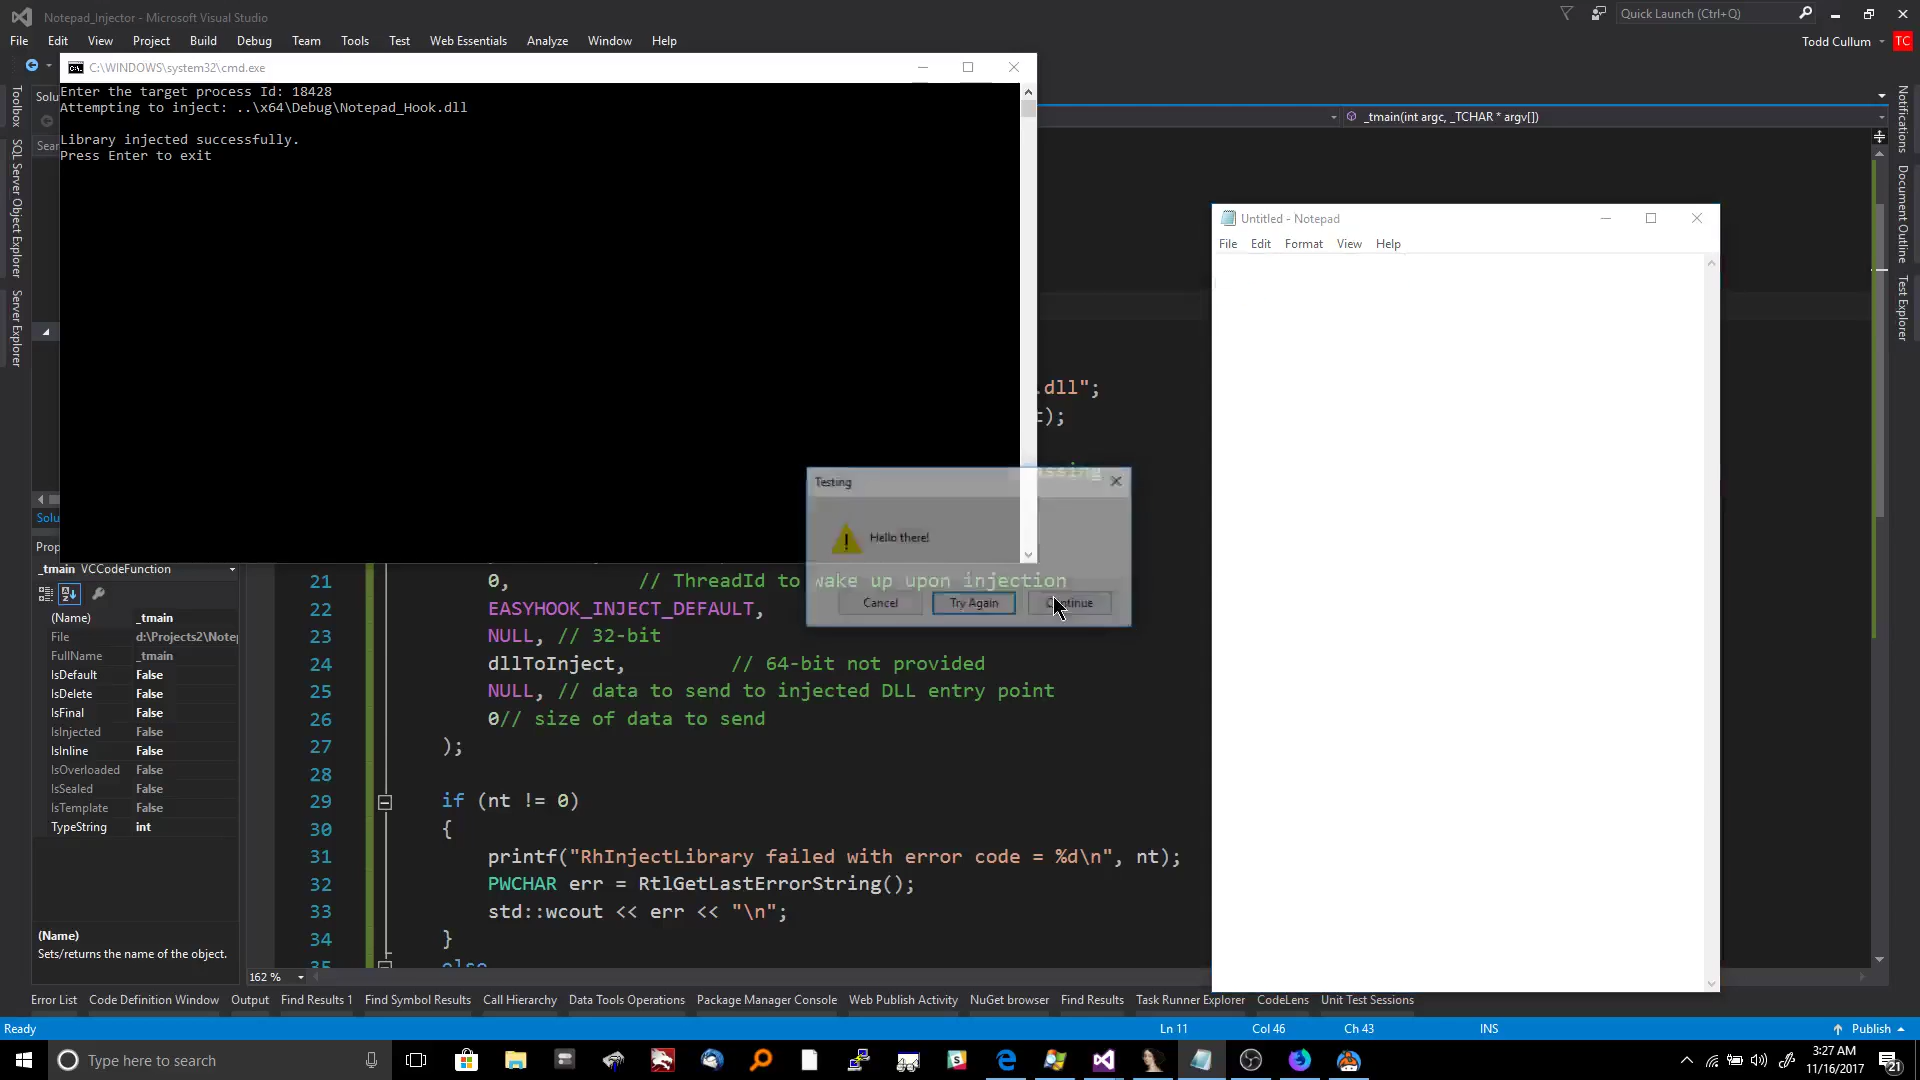 Notepad_Injector - Microsoft Visual Studio
Quick Launch (Ctrl+Q)
File Edit View Project Build Debug Team Tools Test Web Essentials Analyze Window Help
Todd Cullum TC
C:\WINDOWS\system32\cmd.exe
Enter the target process Id: 18428
Attempting to inject: ..\x64\Debug\Notepad_Hook.dll
Library injected successfully.
Press Enter to exit
Toolbox
SQL Server Object Explorer
Server Explorer
Solu
Sear
Solu
Prop
_tmain(int argc, _TCHAR * argv[])
Notifications
Document Outline
Test Explorer
Untitled - Notepad
File Edit Format View Help
.dll";
);
Testing
Hello there!
Cancel Try Again Continue
_tmain VCCodeFunction
(Name) _tmain
File d:\Projects2\Note
FullName _tmain
IsDefault False
IsDelete False
IsFinal False
IsInjected False
IsInline False
IsOverloaded False
IsSealed False
IsTemplate False
TypeString int
(Name)
Sets/returns the name of the object.
21 0, // ThreadId to wake up upon injection
22 EASYHOOK_INJECT_DEFAULT,
23 NULL, // 32-bit
24 dllToInject, // 64-bit not provided
25 NULL, // data to send to injected DLL entry point
26 0// size of data to send
27 );
28
29 if (nt != 0)
30 {
31 printf("RhInjectLibrary failed with error code = %d\n", nt);
32 PWCHAR err = RtlGetLastErrorString();
33 std::wcout << err << "\n";
34 }
35 else
162 %
Error List Code Definition Window Output Find Results 1 Find Symbol Results Call Hierarchy Data Tools Operations Package Manager Console Web Publish Activity NuGet browser Find Results Task Runner Explorer CodeLens Unit Test Sessions
Ready Ln 11 Col 46 Ch 43 INS Publish
Type here to search
3:27 AM
11/16/2017
21